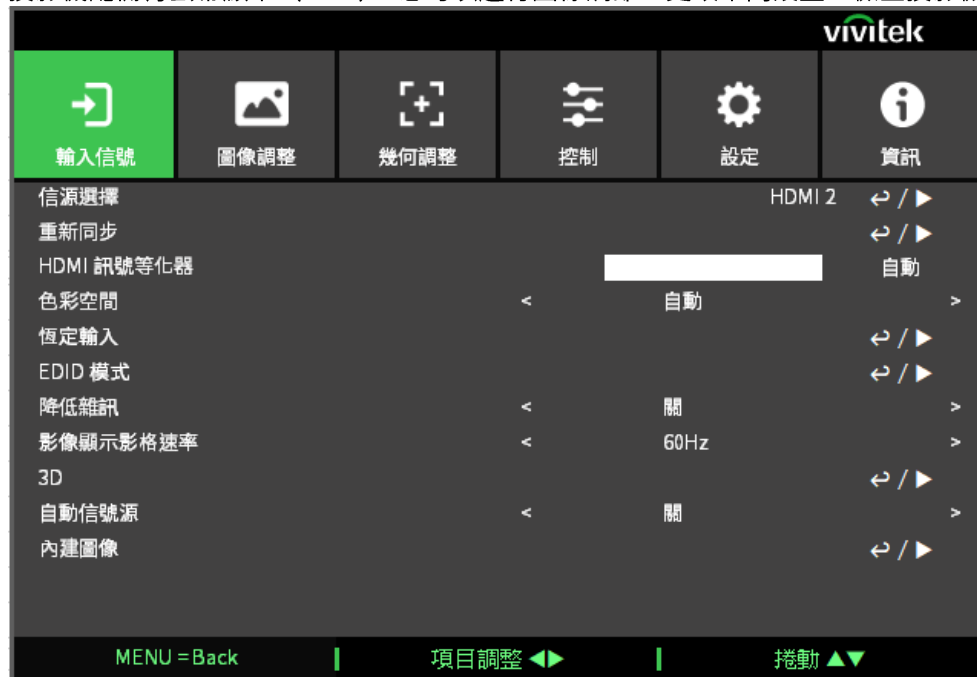 vivitek
輸入信號 圖像調整 幾何調整 控制 設定 資訊
信源選擇 HDMI 2 ↵ / ▶
重新同步 ↵ / ▶
HDMI 訊號等化器 自動
色彩空間 < 自動 >
恆定輸入 ↵ / ▶
EDID 模式 ↵ / ▶
降低雜訊 < 關 >
影像顯示影格速率 < 60Hz >
3D ↵ / ▶
自動信號源 < 關 >
內建圖像 ↵ / ▶
MENU = Back 項目調整 ◀▶ 捲動 ▲▼